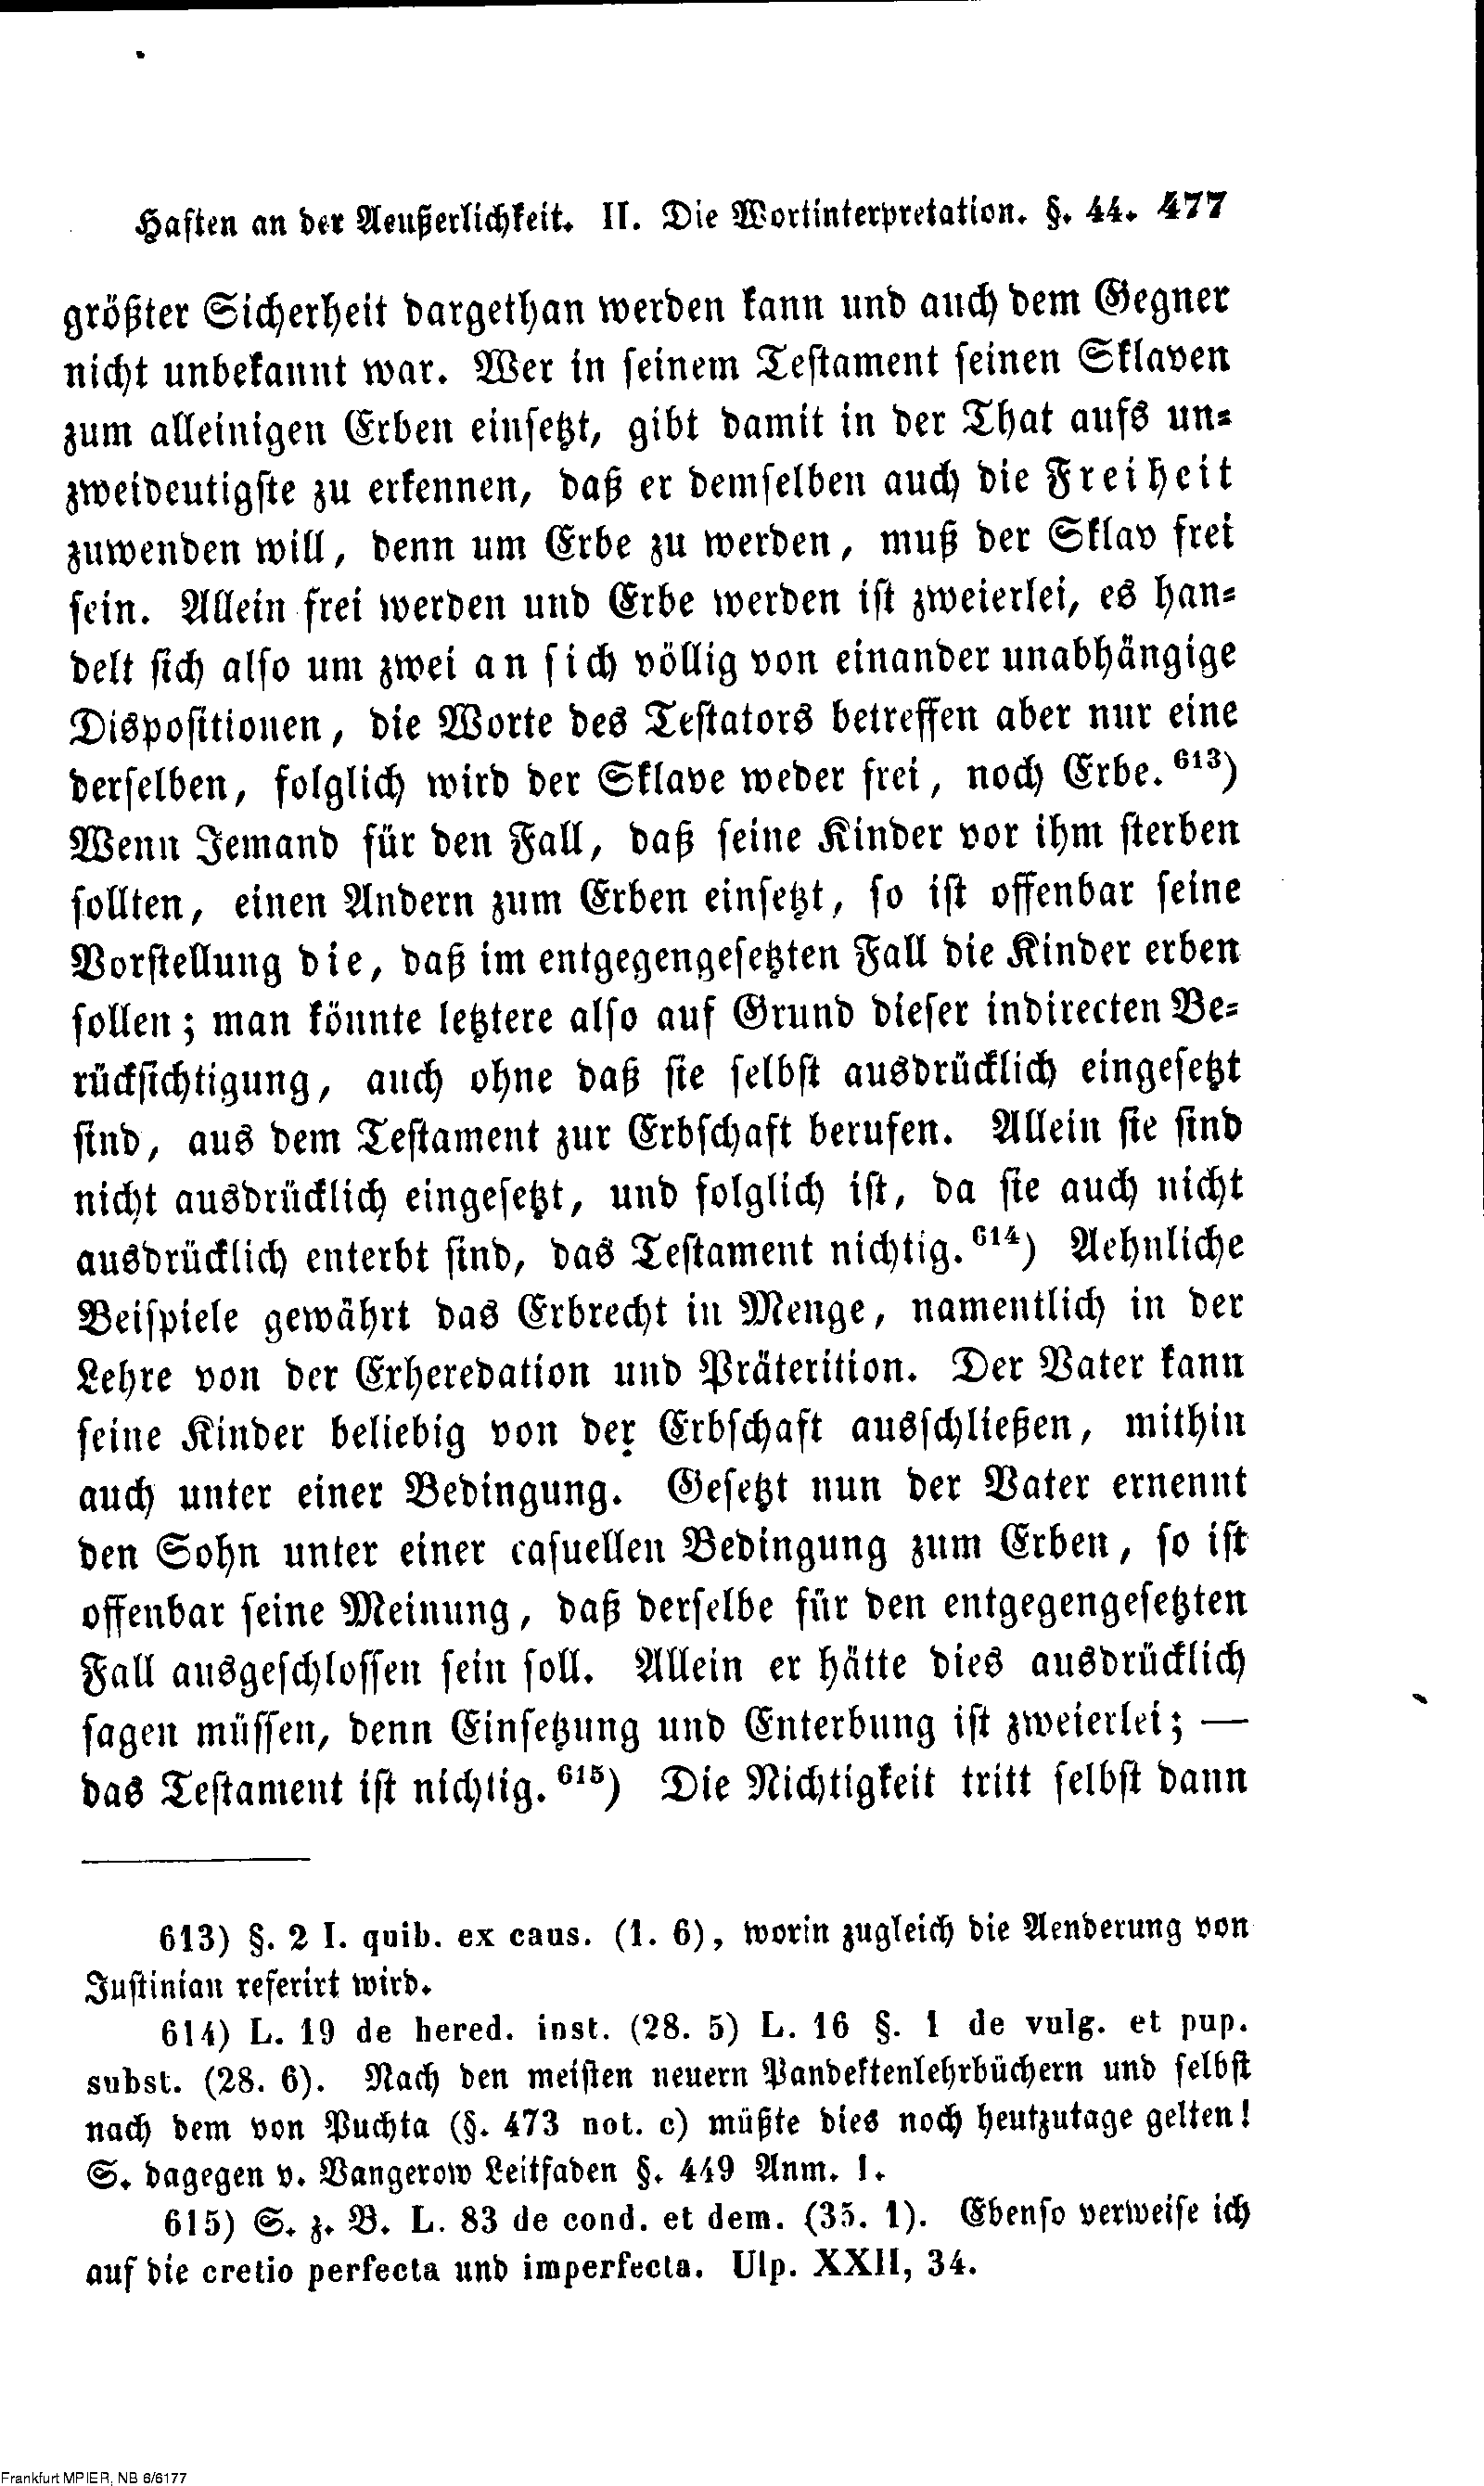 Haften an der Aeußerlichkeit. II. Die Wortinterpretation. §. 44. 477
größter Sicherheit dargethan werden kann und auch dem Gegner
nicht unbekannt war. Wer in seinem Testament seinen Sklaven
zum alleinigen Erben einsetzt, gibt damit in der That aufs un-
zweideutigste zu erkennen, daß er demselben auch die Freiheit
zuwenden will, denn um Erbe zu werden, muß der Sklav frei
sein. Allein frei werden und Erbe werden ist zweierlei, es han-
delt sich also um zwei an sich völlig von einander unabhängige
Dispositionen, die Worte des Testators betreffen aber nur eine
derselben, folglich wird der Sklave weder frei, noch Erbe. 613)
Wenn Jemand für den Fall, daß seine Kinder vor ihm sterben
sollten, einen Andern zum Erben einsetzt, so ist offenbar seine
Vorstellung die, daß im entgegengesetzten Fall die Kinder erben
sollen; man könnte letztere also auf Grund dieser indirecten Be-
rücksichtigung, auch ohne daß sie selbst ausdrücklich eingesetzt
sind, aus dem Testament zur Erbschaft berufen. Allein sie sind
nicht ausdrücklich eingesetzt, und folglich ist, da sie auch nicht
ausdrücklich enterbt sind, das Testament nichtig. 614) Aehnliche
Beispiele gewährt das Erbrecht in Menge, namentlich in der
Lehre von der Exheredation und Präterition. Der Vater kann
seine Kinder beliebig von der Erbschaft ausschließen, mithin
auch unter einer Bedingung. Gesetzt nun der Vater ernennt
den Sohn unter einer casuellen Bedingung zum Erben, so ist
offenbar seine Meinung, daß derselbe für den entgegengesetzten
Fall ausgeschlossen sein soll. Allein er hätte dies ausdrücklich
sagen müssen, denn Einsetzung und Enterbung ist zweierlei; —
das Testament ist nichtig. 615) Die Nichtigkeit tritt selbst dann
613) §. 2 I. quib. ex caus. (1. 6), worin zugleich die Aenderung von
Justinian referirt wird.
614) L. 19 de hered. inst. (28. 5) L. 16 §. 1 de vulg. et pup.
subst. (28. 6). Nach den meisten neuern Pandektenlehrbüchern und selbst
nach dem von Puchta (§. 473 not. c) müßte dies noch heutzutage gelten!
S. dagegen v. Vangerow Leitfaden §. 449 Anm. 1.
615) S. z. B. L. 83 de cond. et dem. (35. 1). Ebenso verweise ich
auf die cretio perfecta und imperfecta. Ulp. XXII, 34.
Frankfurt MPIER, NB 6/6177